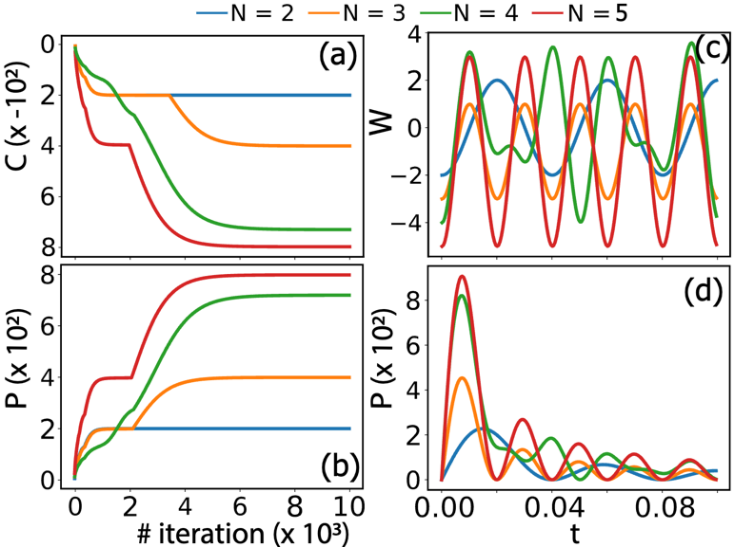 N = 2 N = 3 N = 4 N = 5
(a)
0
2
4
6
8
C (x -10²)
(c)
4
2
0
−2
−4
W
(b)
8
6
4
2
0
P (x 10²)
0 2 4 6 8 10
# iteration (x 10³)
(d)
8
6
4
2
0
P (x 10²)
0.00 0.04 0.08
t